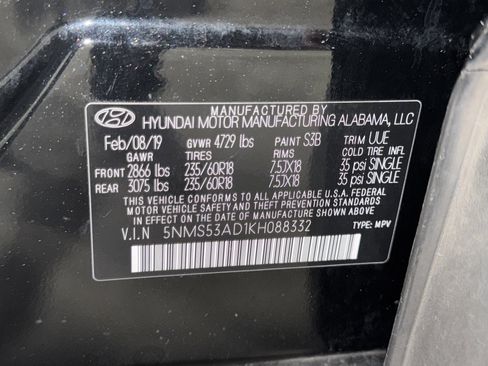 MANUFACTURED BY
HYUNDAI MOTOR MANUFACTURING ALABAMA, LLC
Feb/08/19 GVWR 4729 lbs PAINT S3B TRIM UUE
GAWR TIRES RIMS COLD TIRE INFL
FRONT 2866 lbs 235/60R18 7.5JX18 35 psi SINGLE
REAR 3075 lbs 235/60R18 7.5JX18 35 psi SINGLE
THIS VEHICLE CONFORMS TO ALL APPLICABLE U.S.A. FEDERAL
MOTOR VEHICLE SAFETY AND THEFT PREVENTION STANDARDS
IN EFFECT ON THE DATE OF MANUFACTURE SHOWN ABOVE.
V.I.N 5NMS53AD1KH088332 TYPE: MPV